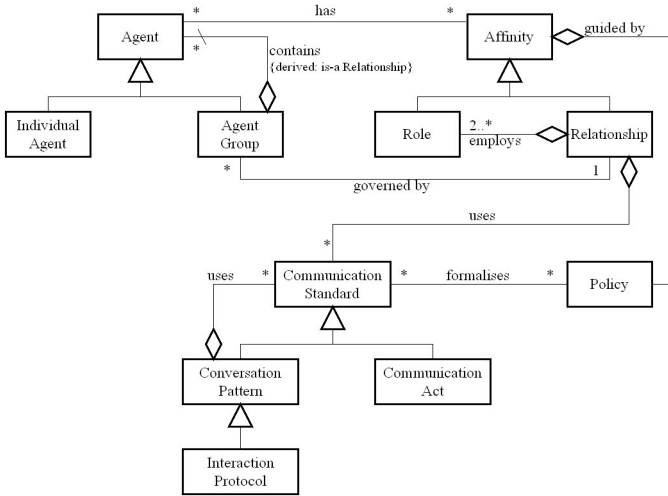 has
*
*
Agent
Affinity
guided by
*
contains
{derived: is-a Relationship}
Individual
Agent
Agent
Group
Role
2..*
employs
Relationship
*
governed by
1
uses
*
uses
*
Communication
Standard
*
formalises
*
Policy
Conversation
Pattern
Communication
Act
Interaction
Protocol